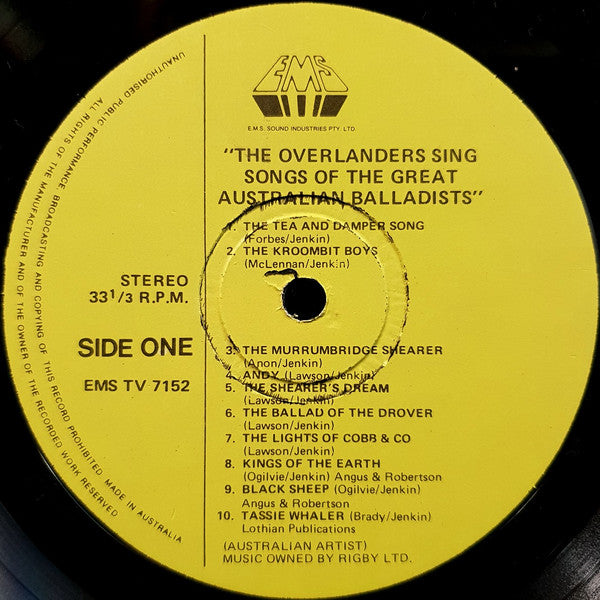 EMS
E.M.S. SOUND INDUSTRIES PTY. LTD.
"THE OVERLANDERS SING
SONGS OF THE GREAT
AUSTRALIAN BALLADISTS"
1. THE TEA AND DAMPER SONG
(Forbes/Jenkin)
2. THE KROOMBIT BOYS
(McLennan/Jenkin)
STEREO
33 1/3 R.P.M.
SIDE ONE
EMS TV 7152
3. THE MURRUMBRIDGE SHEARER
(Anon/Jenkin)
4. ANDY (Lawson/Jenkin)
5. THE SHEARER'S DREAM
(Lawson/Jenkin)
6. THE BALLAD OF THE DROVER
(Lawson/Jenkin)
7. THE LIGHTS OF COBB & CO
(Lawson/Jenkin)
8. KINGS OF THE EARTH
(Ogilvie/Jenkin) Angus & Robertson
9. BLACK SHEEP (Ogilvie/Jenkin)
Angus & Robertson
10. TASSIE WHALER (Brady/Jenkin)
Lothian Publications
(AUSTRALIAN ARTIST)
MUSIC OWNED BY RIGBY LTD.
UNAUTHORISED PUBLIC PERFORMANCE, BROADCASTING AND COPYING OF THIS RECORD PROHIBITED. MADE IN AUSTRALIA
ALL RIGHTS OF THE MANUFACTURER AND OF THE OWNER OF THE RECORDED WORK RESERVED